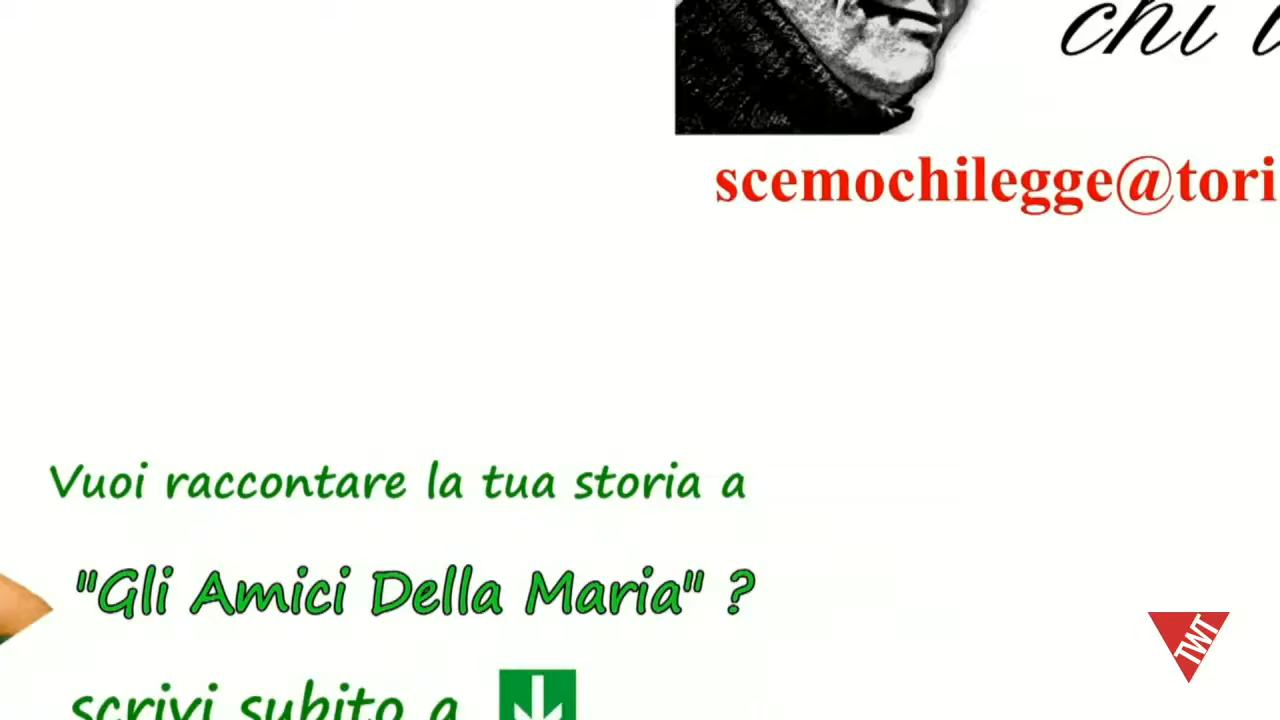 chi
scemochilegge@tori
Vuoi raccontare la tua storia a
"Gli Amici Della Maria" ?
scrivi subito a
TWT